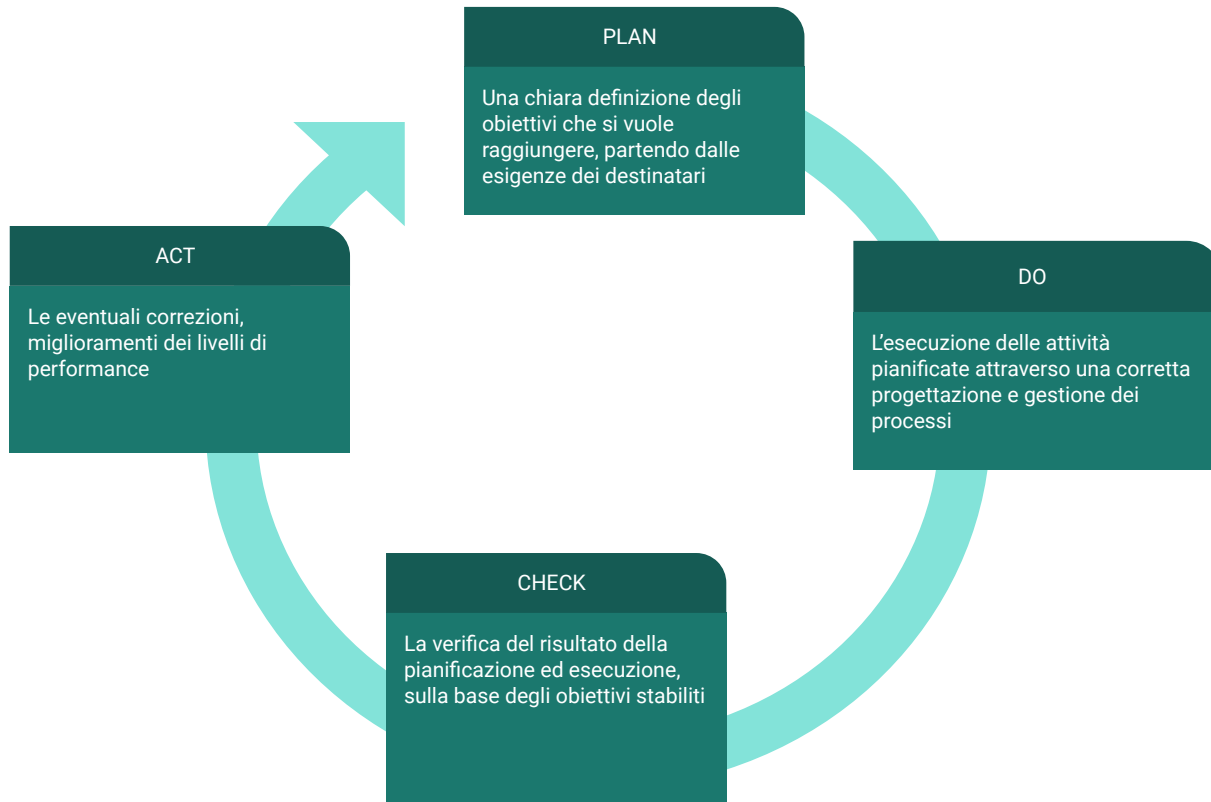 PLAN
Una chiara definizione degli
obiettivi che si vuole
raggiungere, partendo dalle
esigenze dei destinatari
DO
L'esecuzione delle attività
pianificate attraverso una corretta
progettazione e gestione dei
processi
CHECK
La verifica del risultato della
pianificazione ed esecuzione,
sulla base degli obiettivi stabiliti
ACT
Le eventuali correzioni,
miglioramenti dei livelli di
performance